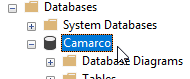 Databases
System Databases
Camarco
Database Diagrams
Tables